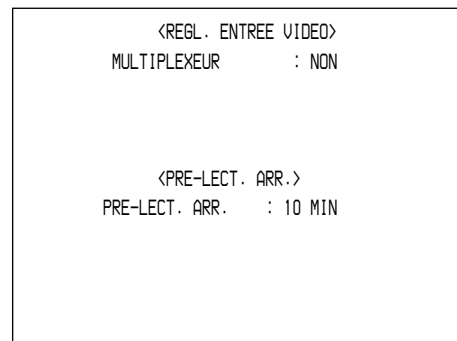 <REGL. ENTREE VIDEO>
MULTIPLEXEUR : NON
<PRE-LECT. ARR.>
PRE-LECT. ARR. : 10 MIN